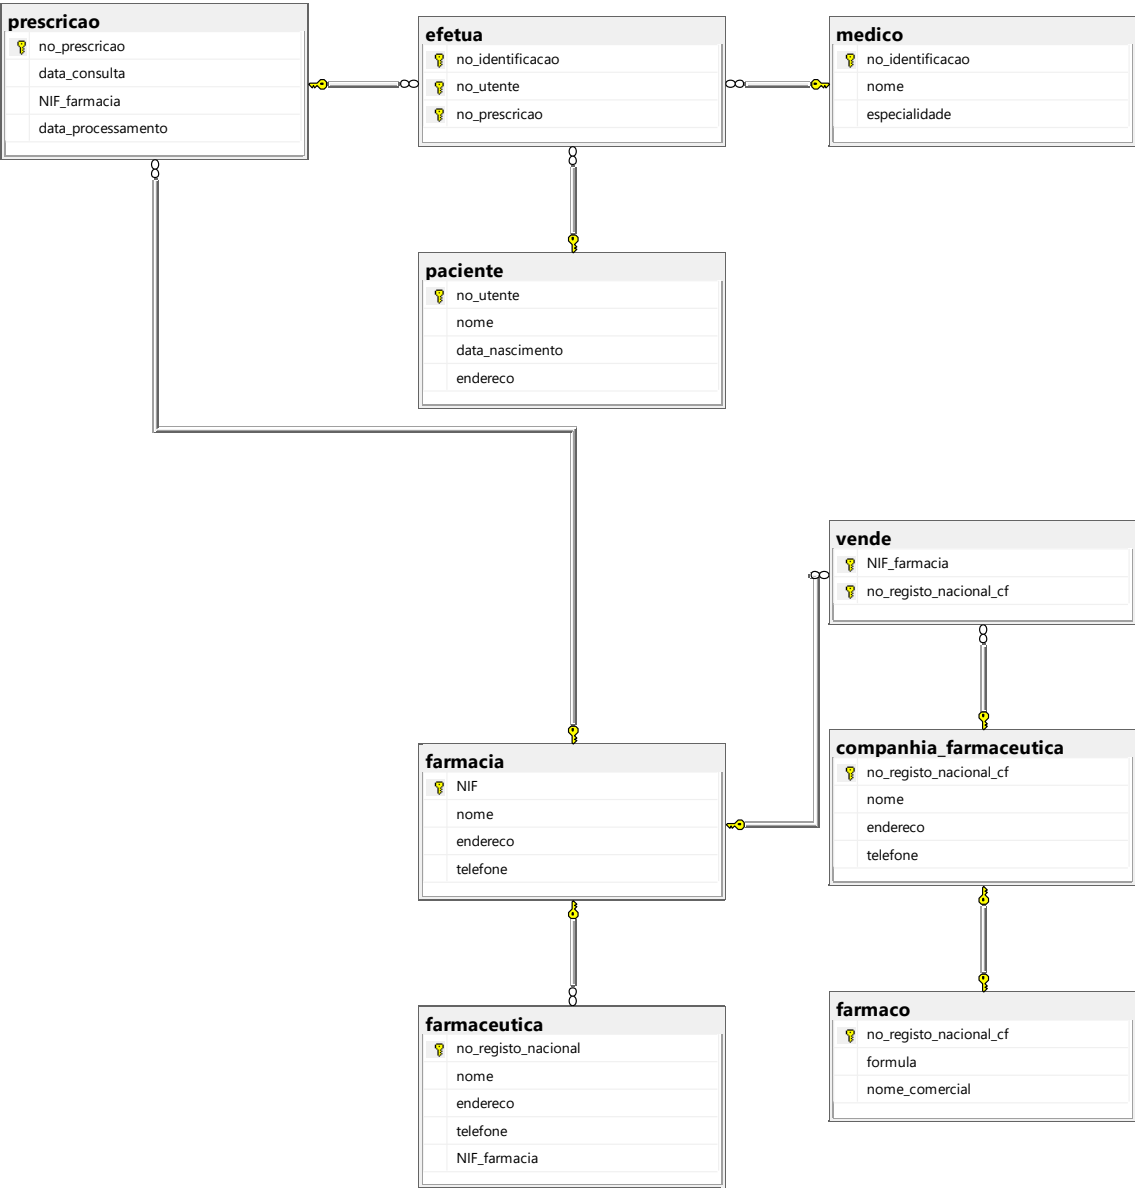 prescricao
no_prescricao
data_consulta
NIF_farmacia
data_processamento
efetua
no_identificacao
no_utente
no_prescricao
medico
no_identificacao
nome
especialidade
paciente
no_utente
nome
data_nascimento
endereco
vende
NIF_farmacia
no_registo_nacional_cf
farmacia
NIF
nome
endereco
telefone
companhia_farmaceutica
no_registo_nacional_cf
nome
endereco
telefone
farmaceutica
no_registo_nacional
nome
endereco
telefone
NIF_farmacia
farmaco
no_registo_nacional_cf
formula
nome_comercial